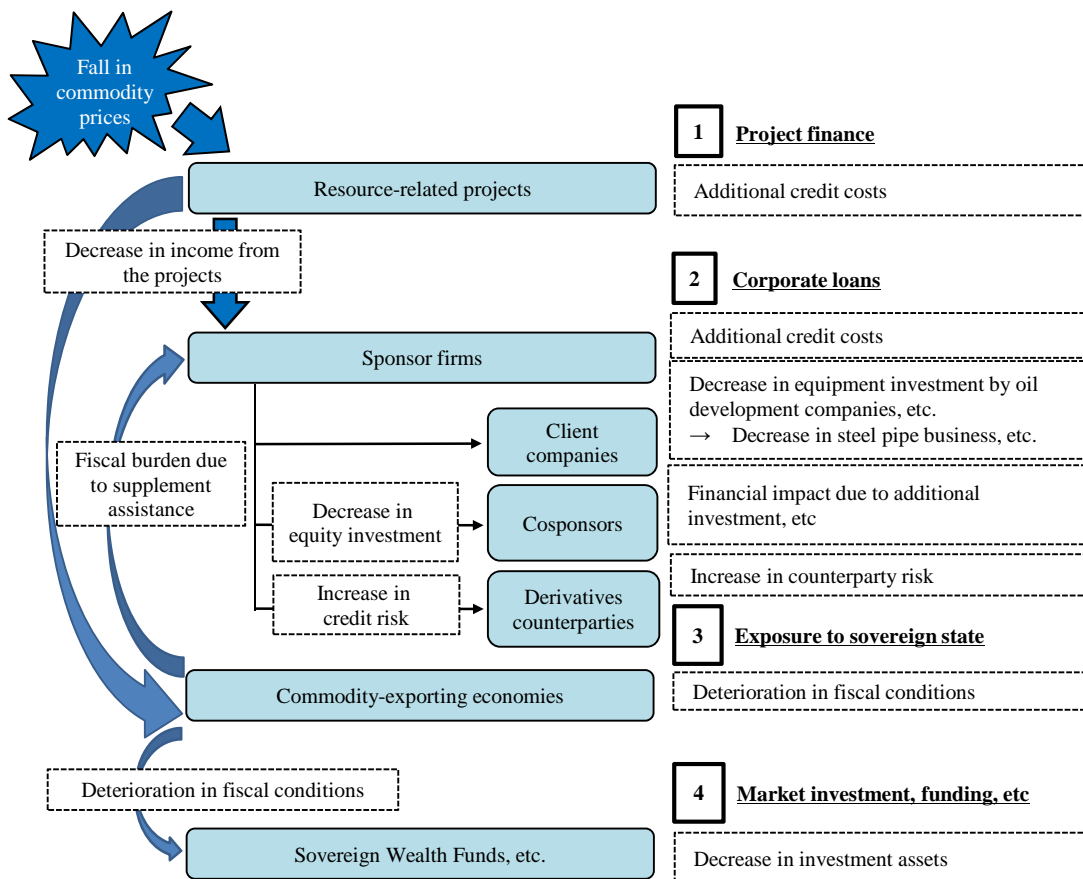 Fall in
commodity
prices
1
Project finance
Resource-related projects
Additional credit costs
Decrease in income from
the projects
2
Corporate loans
Sponsor firms
Additional credit costs
Decrease in equipment investment by oil
development companies, etc.
→ Decrease in steel pipe business, etc.
Client
companies
Fiscal burden due
to supplement
assistance
Decrease in
equity investment
Cosponsors
Financial impact due to additional
investment, etc
Increase in
credit risk
Derivatives
counterparties
Increase in counterparty risk
3
Exposure to sovereign state
Commodity-exporting economies
Deterioration in fiscal conditions
Deterioration in fiscal conditions
4
Market investment, funding, etc
Sovereign Wealth Funds, etc.
Decrease in investment assets